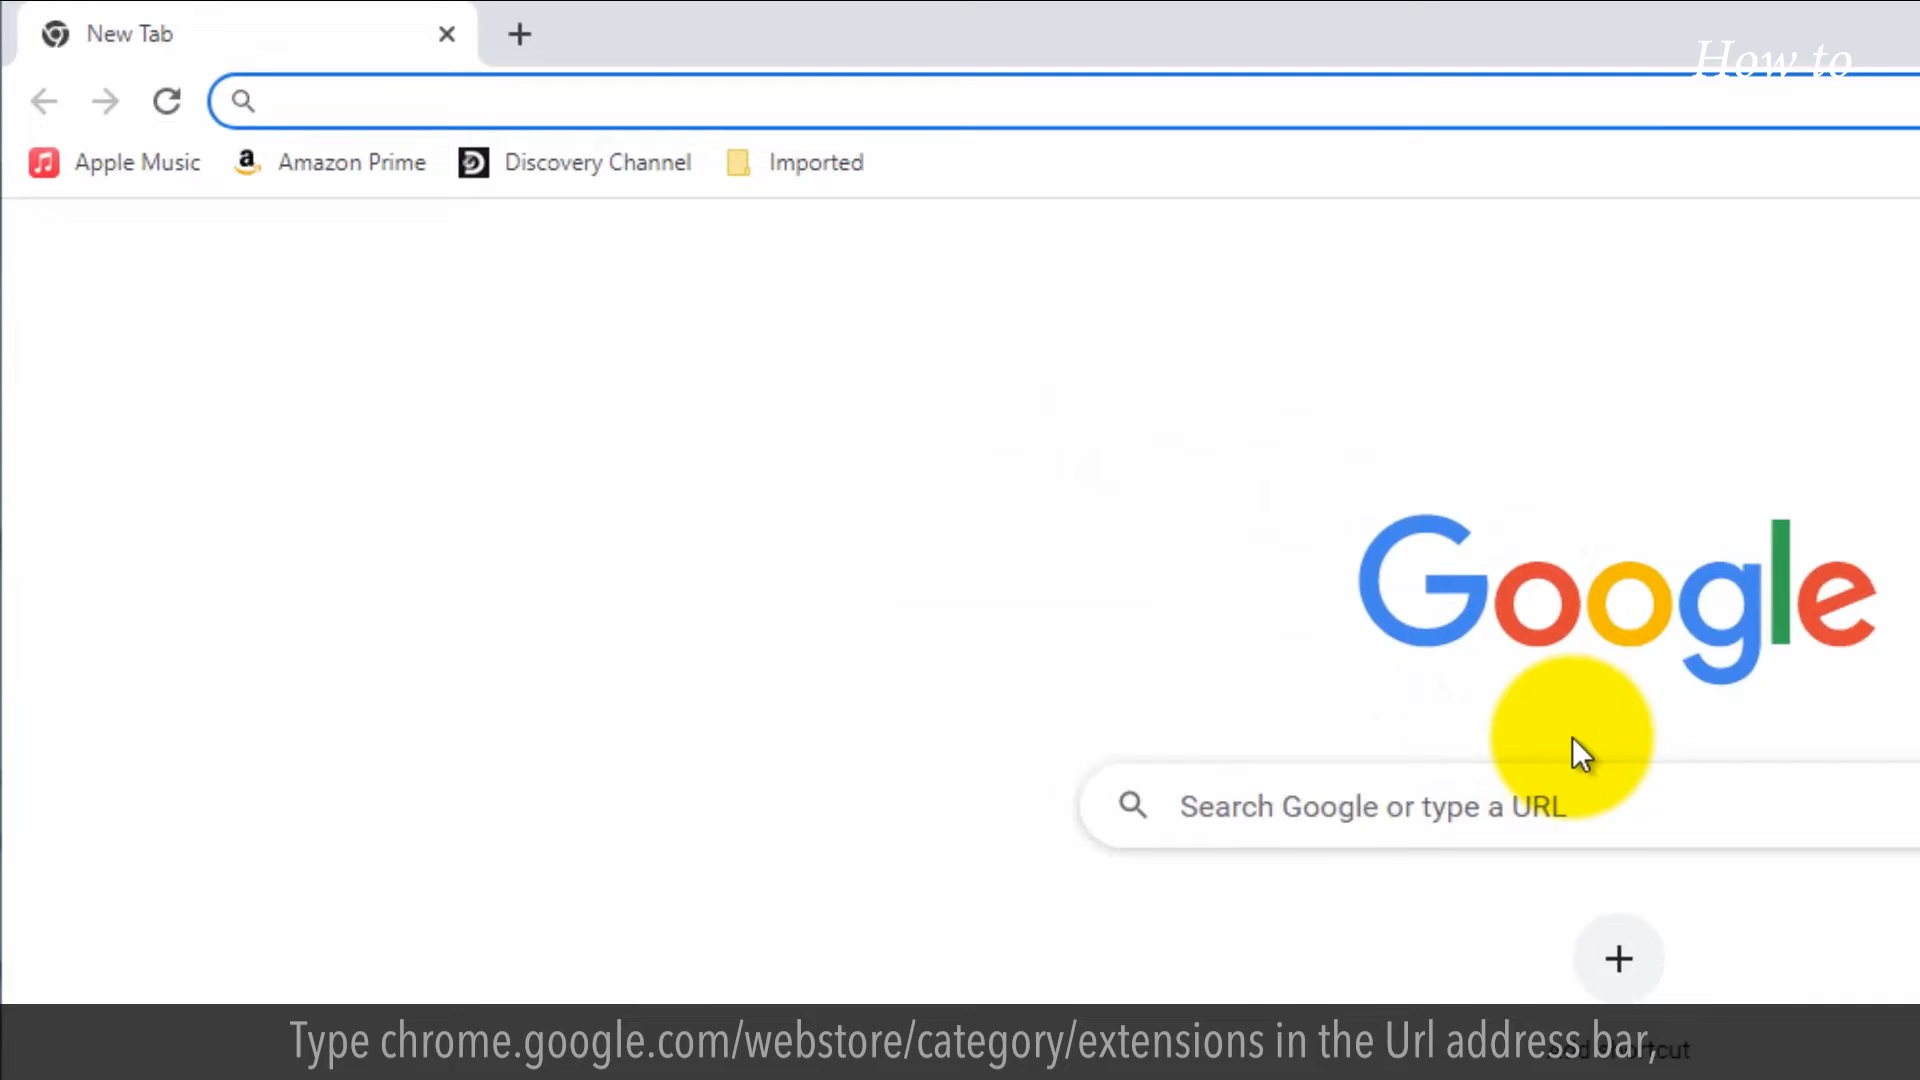 New Tab
How to
Apple Music
Amazon Prime
Discovery Channel
Imported
Google
Search Google or type a URL
Type chrome.google.com/webstore/category/extensions in the Url address bar,